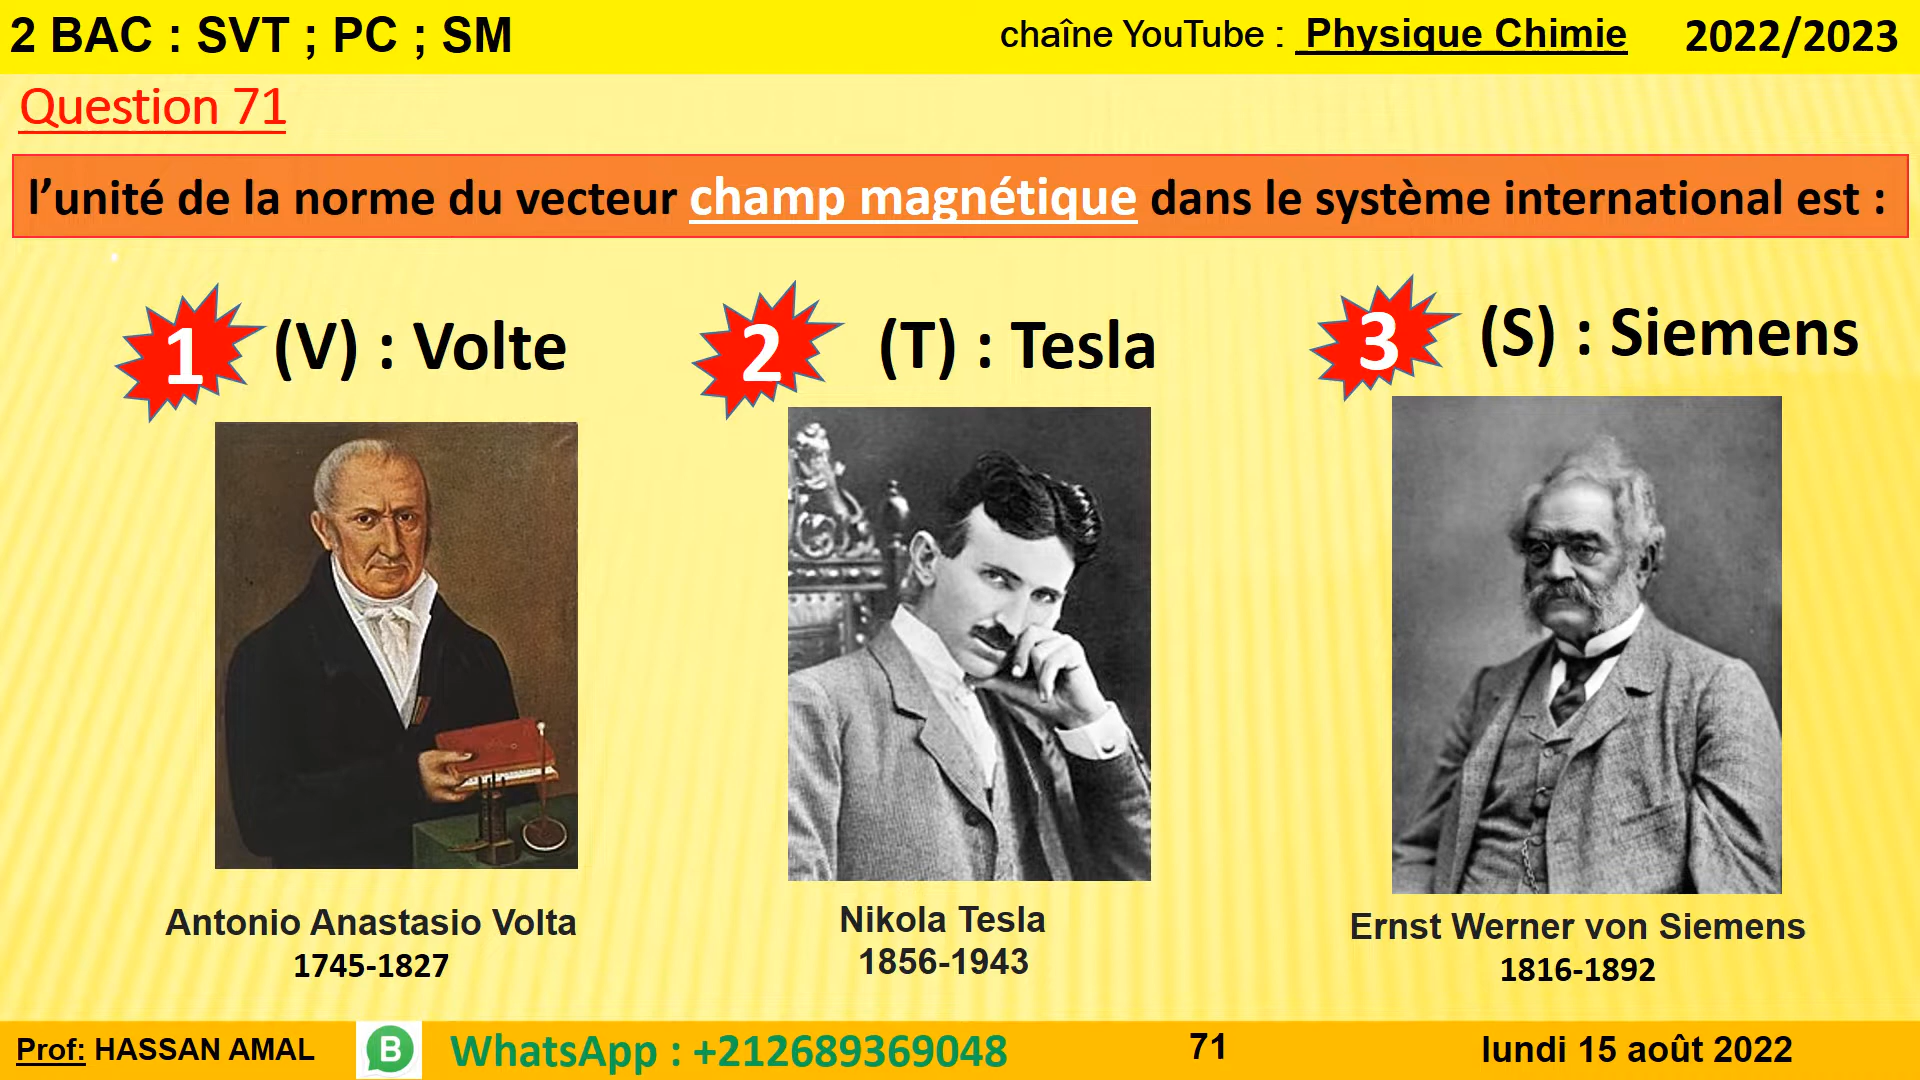 2 BAC : SVT ; PC ; SM
chaîne YouTube : Physique Chimie
2022/2023
Question 71
l’unité de la norme du vecteur champ magnétique dans le système international est :
1
(V) : Volte
2
(T) : Tesla
3
(S) : Siemens
Antonio Anastasio Volta
1745-1827
Nikola Tesla
1856-1943
Ernst Werner von Siemens
1816-1892
Prof: HASSAN AMAL
B
WhatsApp : +212689369048
71
lundi 15 août 2022